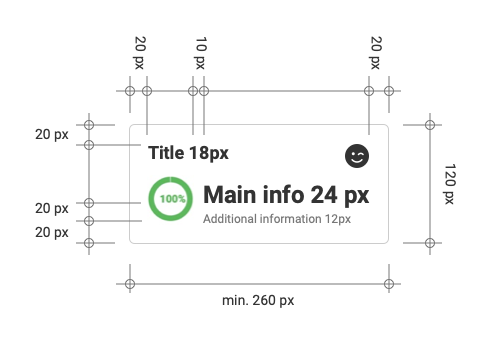 20 px
10 px
20 px
20 px
Title 18px
100%
Main info 24 px
120 px
20 px
Additional information 12px
20 px
min. 260 px